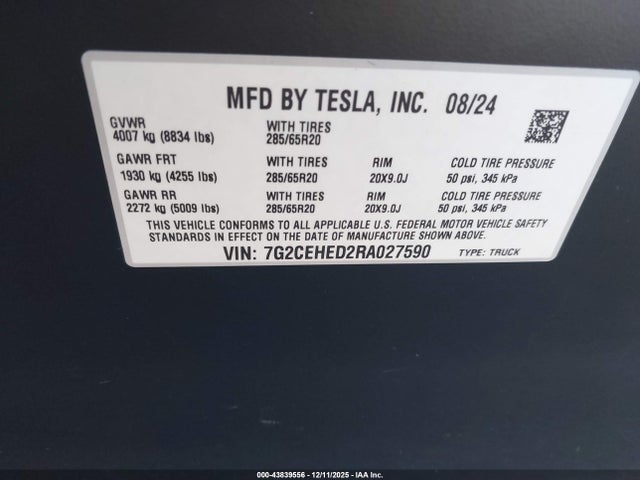 MFD BY TESLA, INC. 08/24
GVWR
4007 kg (8834 lbs) WITH TIRES
285/65R20
GAWR FRT WITH TIRES RIM COLD TIRE PRESSURE
1930 kg (4255 lbs) 285/65R20 20X9.0J 50 psi, 345 kPa
GAWR RR WITH TIRES RIM COLD TIRE PRESSURE
2272 kg (5009 lbs) 285/65R20 20X9.0J 50 psi, 345 kPa
THIS VEHICLE CONFORMS TO ALL APPLICABLE U.S. FEDERAL MOTOR VEHICLE SAFETY
STANDARDS IN EFFECT ON THE DATE OF MANUFACTURE SHOWN ABOVE.
VIN: 7G2CEHED2RA027590 TYPE: TRUCK
000-43839556 - 12/11/2025 - IAA Inc.